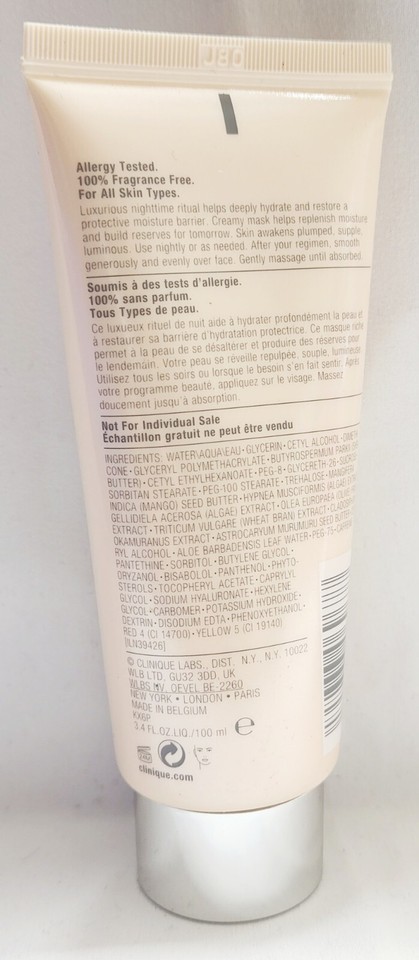 J8D
Allergy Tested.
100% Fragrance Free.
For All Skin Types.
Luxurious nighttime ritual helps deeply hydrate and restore a
protective moisture barrier. Creamy mask helps replenish moisture
and build reserves for tomorrow. Skin awakens plumped, supple,
luminous. Use nightly or as needed. After your regimen, smooth
generously and evenly over face. Gently massage until absorbed.
Soumis à des tests d'allergie.
100% sans parfum.
Tous Types de peau.
Ce luxueux rituel de nuit aide à hydrater profondément la peau et
à restaurer sa barrière d'hydratation protectrice. Ce masque riche
permet à la peau de se désaltérer et produire des réserves pour
le lendemain. Votre peau se réveille repulpée, souple, lumineuse.
Utilisez tous les soirs ou lorsque le besoin s'en fait sentir. Après
votre programme beauté, appliquez sur le visage. Massez
doucement jusqu'à absorption.
Not For Individual Sale
Échantillon gratuit ne peut être vendu
INGREDIENTS: WATER\AQUA\EAU•GLYCERIN•CETYL ALCOHOL•DIMETHI
CONE•GLYCERYL POLYMETHACRYLATE•BUTYROSPERMUM PARKII (SHEA
BUTTER)•CETYL ETHYLHEXANOATE•PEG-8•GLYCERETH-26•SUCROSE
SORBITAN STEARATE•PEG-100 STEARATE•TREHALOSE•MANGIFERA
INDICA (MANGO) SEED BUTTER•HYPNEA MUSCIFORMIS (ALGAE) EXTRACT
GELLIDIELA ACEROSA (ALGAE) EXTRACT•OLEA EUROPAEA (OLIVE)
EXTRACT•TRITICUM VULGARE (WHEAT BRAN) EXTRACT•CLADOSIPHON
OKAMURANUS EXTRACT•ASTROCARYUM MURUMURU SEED BUTTER
RYL ALCOHOL•ALOE BARBADENSIS LEAF WATER•PEG-75•CAFFEINE
PANTETHINE•SORBITOL•BUTYLENE GLYCOL•
ORYZANOL•BISABOLOL•PANTHENOL•PHYTO-
STEROLS•TOCOPHERYL ACETATE•CAPRYLYL
GLYCOL•SODIUM HYALURONATE•HEXYLENE
GLYCOL•CARBOMER•POTASSIUM HYDROXIDE•
DEXTRIN•DISODIUM EDTA•PHENOXYETHANOL•
RED 4 (CI 14700)•YELLOW 5 (CI 19140)
[ILN39426]
© CLINIQUE LABS., DIST. N.Y., N.Y. 10022
WLB LTD, GU32 3DD, UK
WLBS NV, OEVEL BE-2260
NEW YORK • LONDON • PARIS
MADE IN BELGIUM
KX6P
3.4 FL.OZ.LIQ./100 ml e
clinique.com